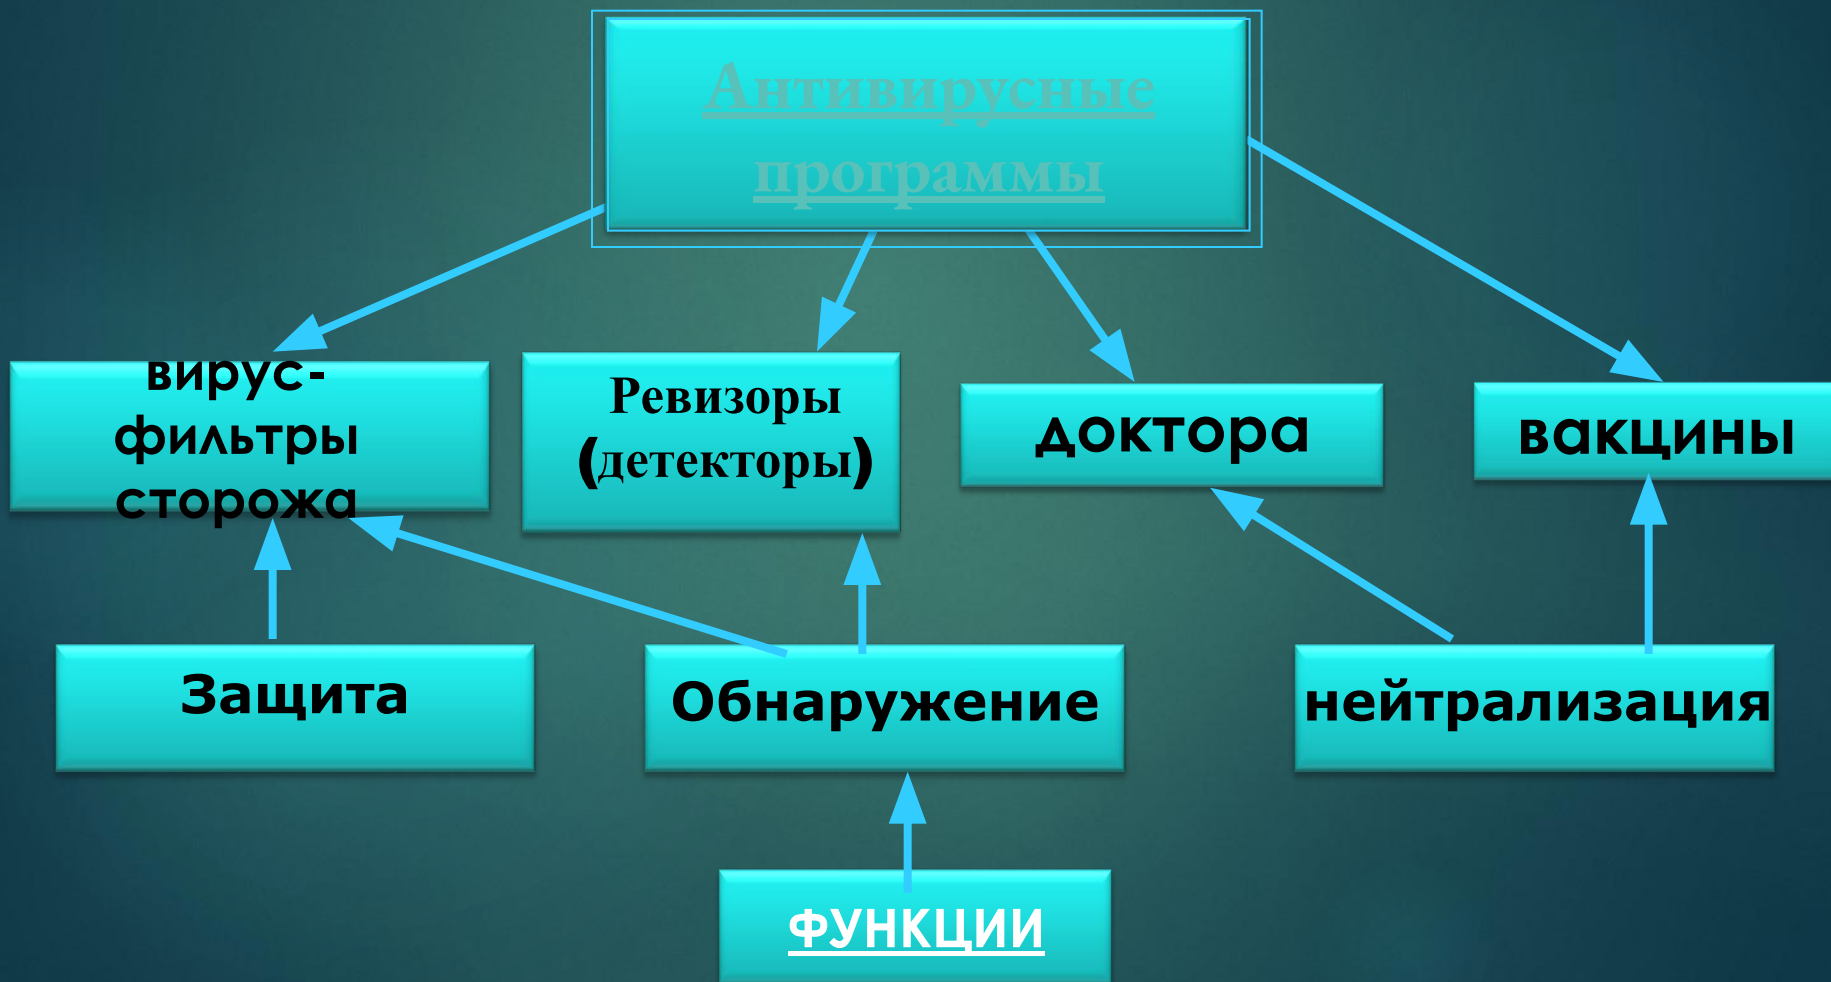 Антивирусные
программы
вирус-
фильтры
сторожа
Ревизоры
(детекторы)
доктора
вакцины
Защита
Обнаружение
нейтрализация
ФУНКЦИИ